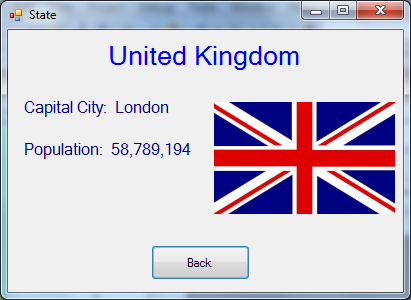 State
United Kingdom
Capital City: London
Population: 58,789,194
Back